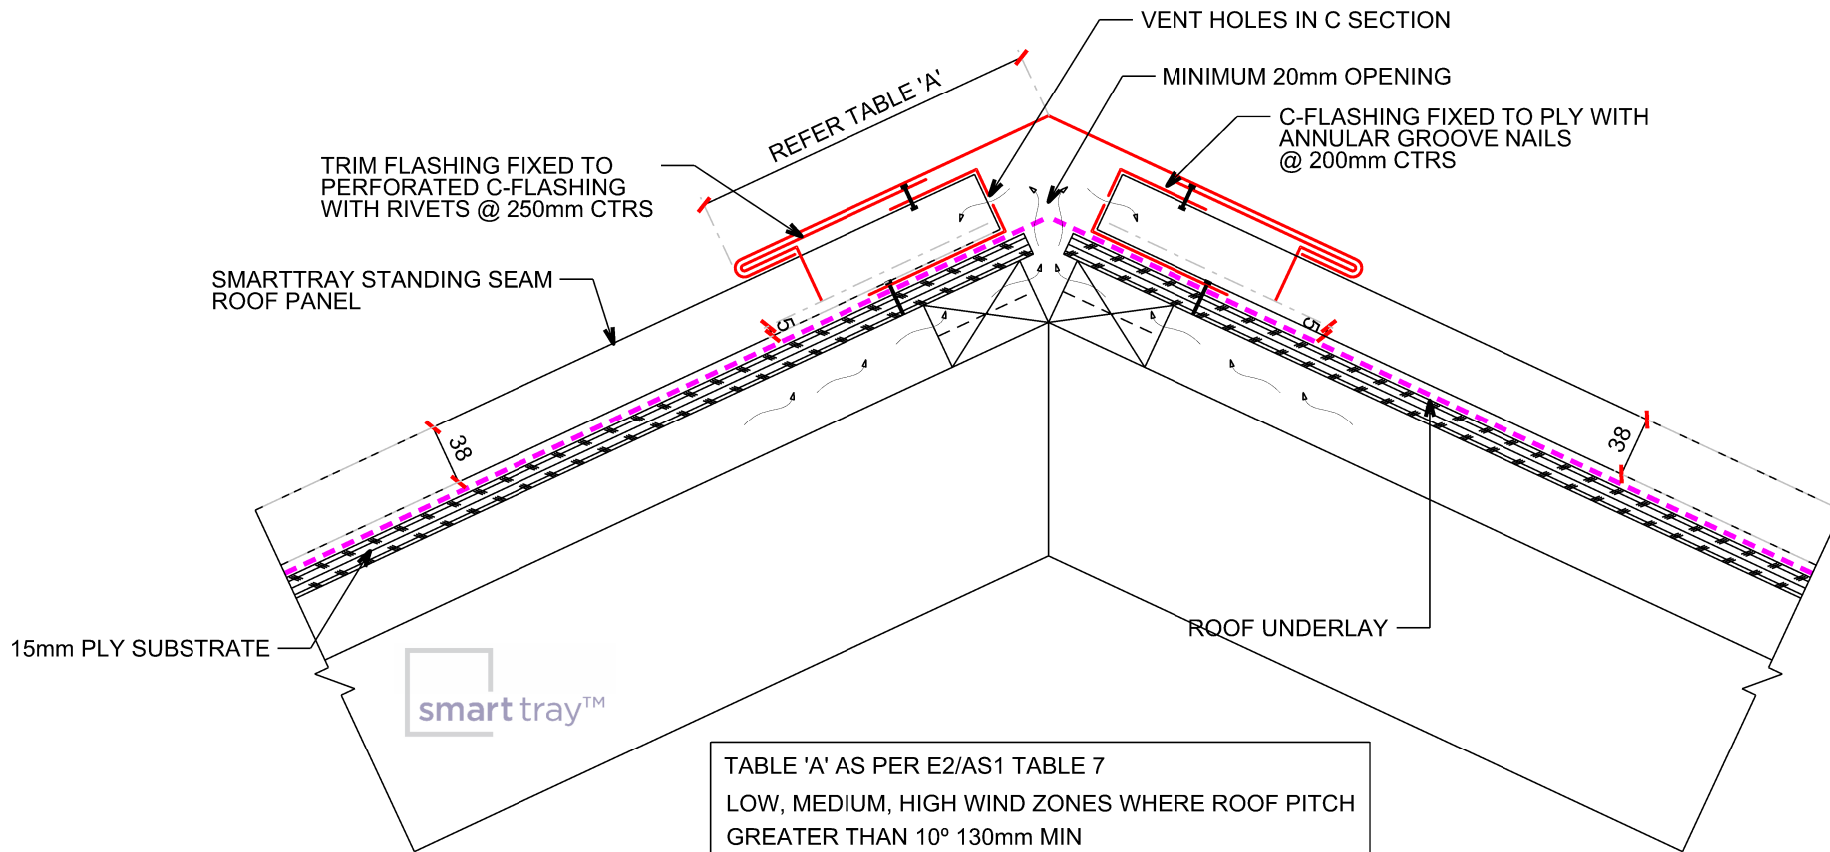 VENT HOLES IN C SECTION
MINIMUM 20mm OPENING
C-FLASHING FIXED TO PLY WITH
ANNULAR GROOVE NAILS
@ 200mm CTRS
REFER TABLE 'A'
TRIM FLASHING FIXED TO
PERFORATED C-FLASHING
WITH RIVETS @ 250mm CTRS
SMARTTRAY STANDING SEAM
ROOF PANEL
5
5
38
38
ROOF UNDERLAY
15mm PLY SUBSTRATE
smart tray™
TABLE 'A' AS PER E2/AS1 TABLE 7
LOW, MEDIUM, HIGH WIND ZONES WHERE ROOF PITCH
GREATER THAN 10º 130mm MIN